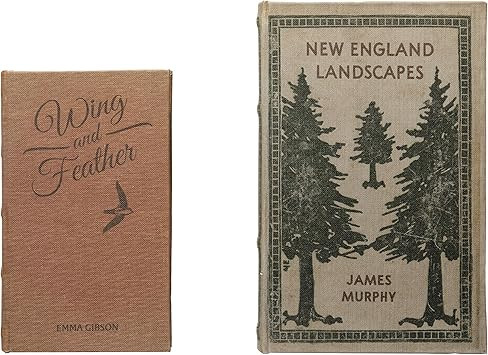 Wing
and
Feather
EMMA GIBSON
NEW ENGLAND
LANDSCAPES
JAMES
MURPHY